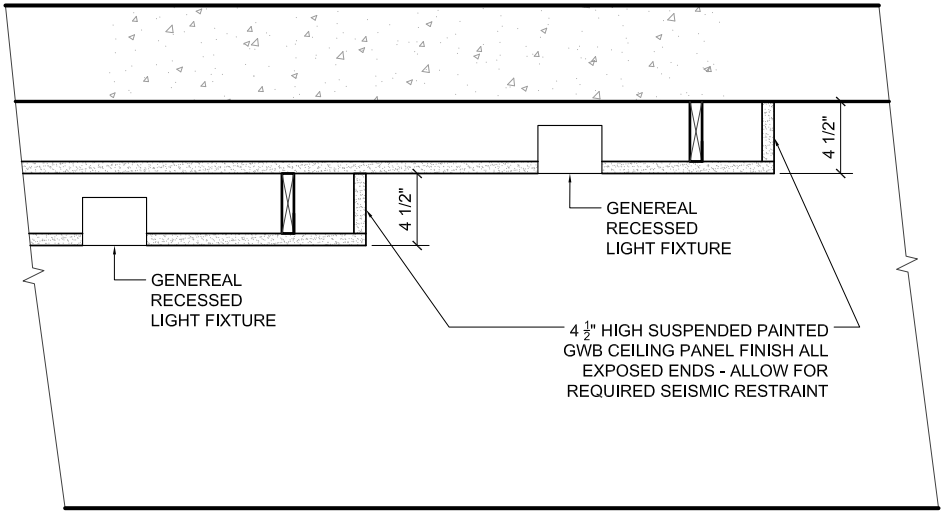 4 1/2"
GENEREAL
RECESSED
LIGHT FIXTURE
4 1/2"
GENEREAL
RECESSED
LIGHT FIXTURE
4 1/2" HIGH SUSPENDED PAINTED
GWB CEILING PANEL FINISH ALL
EXPOSED ENDS - ALLOW FOR
REQUIRED SEISMIC RESTRAINT